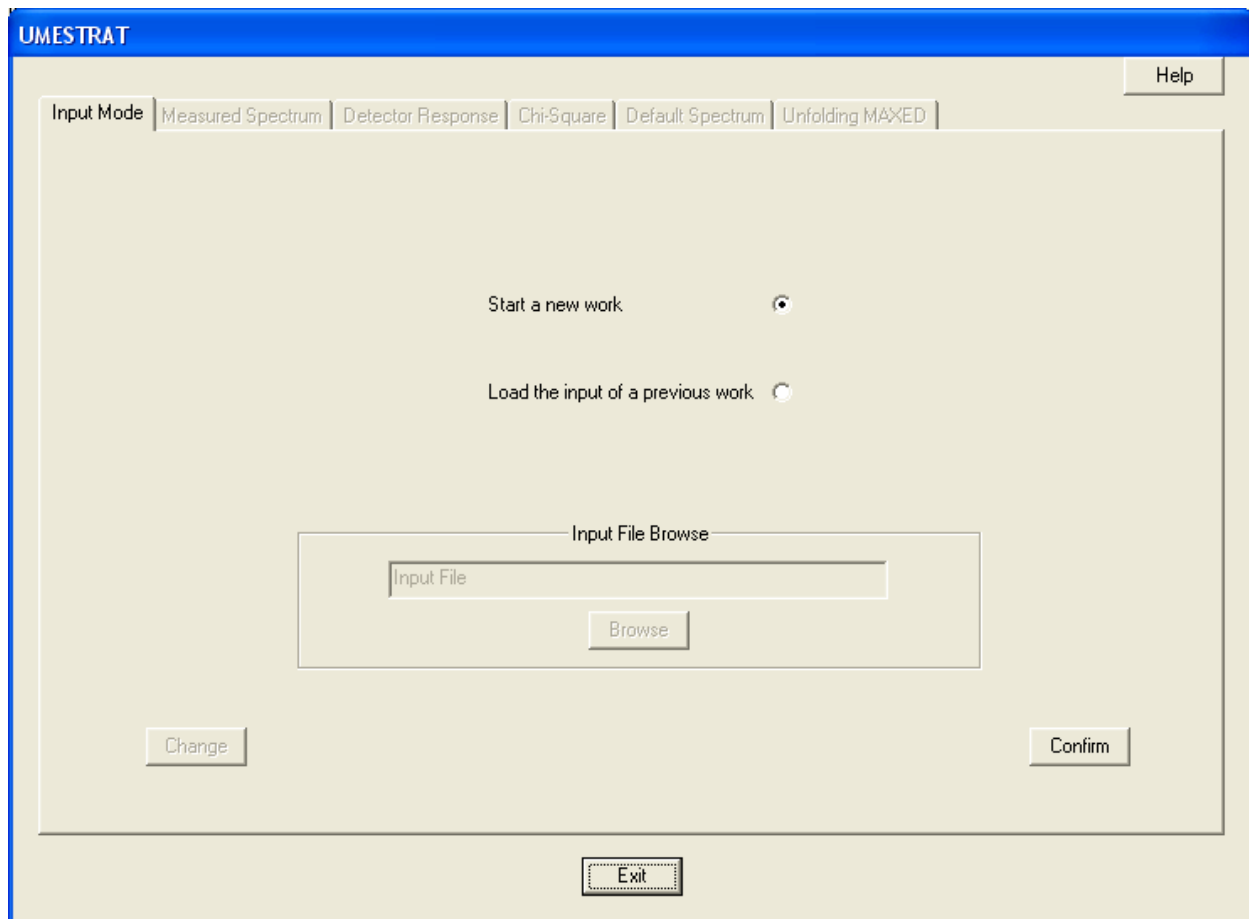 UMESTRAT
Help
Input Mode Measured Spectrum Detector Response Chi-Square Default Spectrum Unfolding MAXED
Start a new work
Load the input of a previous work
Input File Browse
Input File
Browse
Change Confirm
Exit